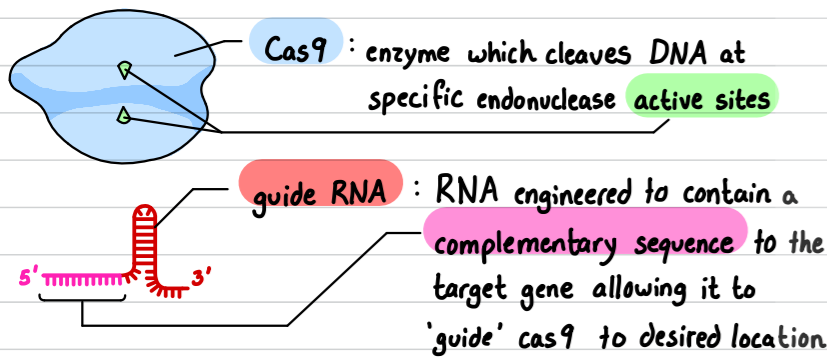 Cas9 : enzyme which cleaves DNA at
specific endonuclease active sites
guide RNA : RNA engineered to contain a
complementary sequence to the
target gene allowing it to
'guide' cas9 to desired location
5' 3'